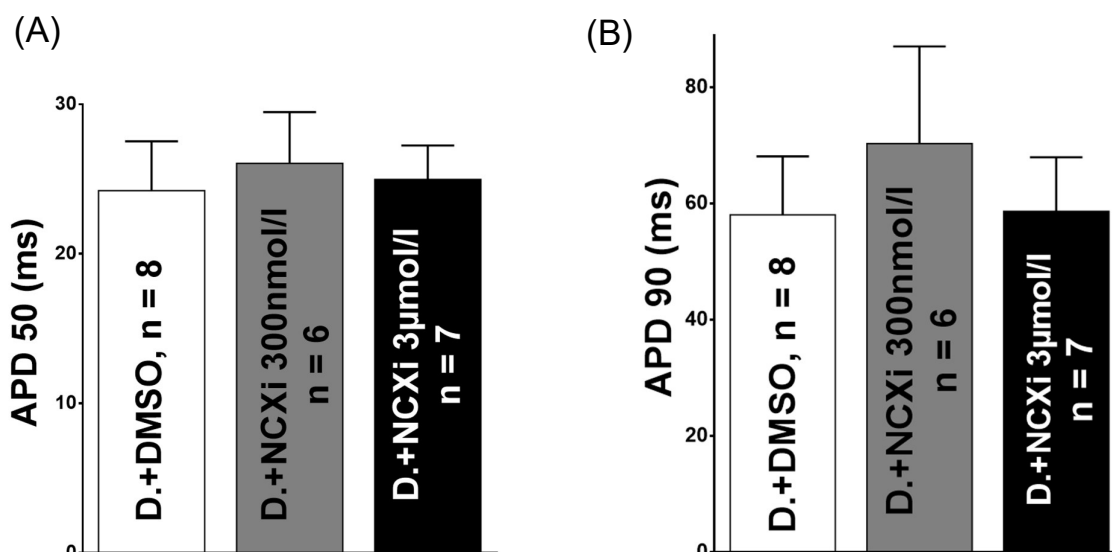 (A)
APD 50 (ms)
30
20
10
0
D.+DMSO, n = 8
D.+NCXi 300nmol/l
n = 6
D.+NCXi 3µmol/l
n = 7
(B)
APD 90 (ms)
80
60
40
20
0
D.+DMSO, n = 8
D.+NCXi 300nmol/l
n = 6
D.+NCXi 3µmol/l
n = 7